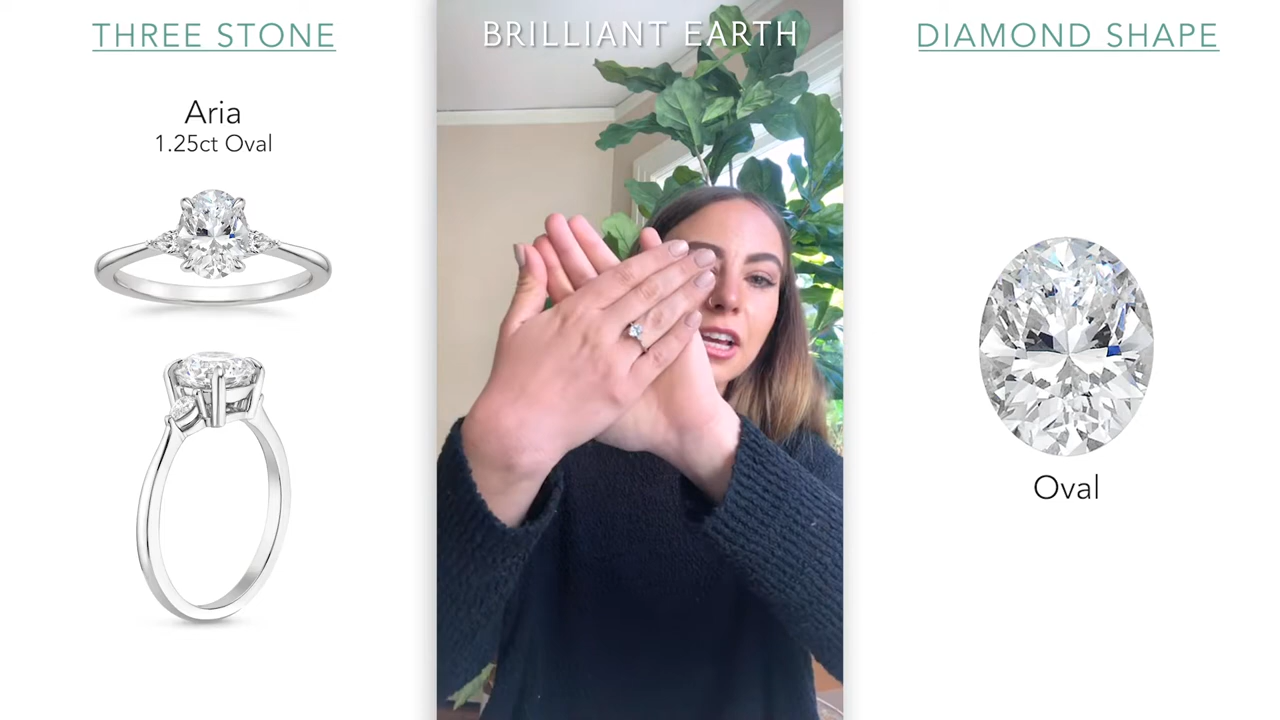 THREE STONE
Aria
1.25ct Oval
BRILLIANT EARTH
DIAMOND SHAPE
Oval